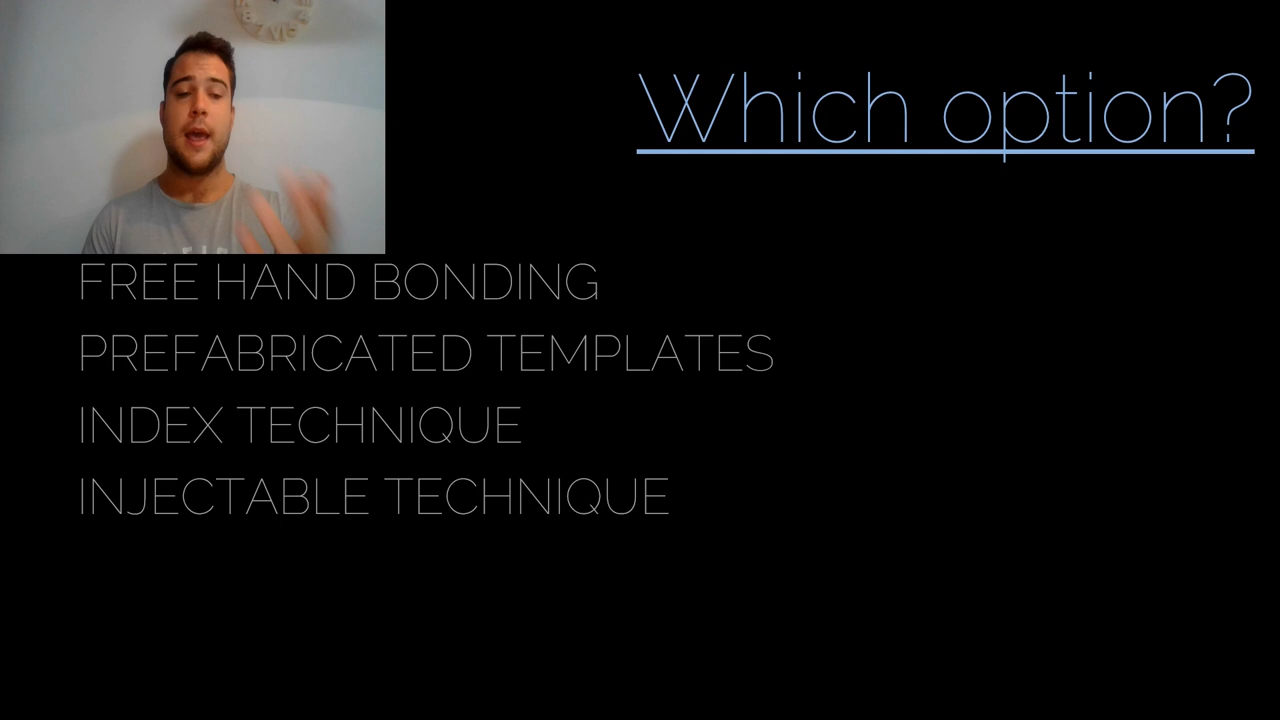 Which option?
FREE HAND BONDING
PREFABRICATED TEMPLATES
INDEX TECHNIQUE
INJECTABLE TECHNIQUE